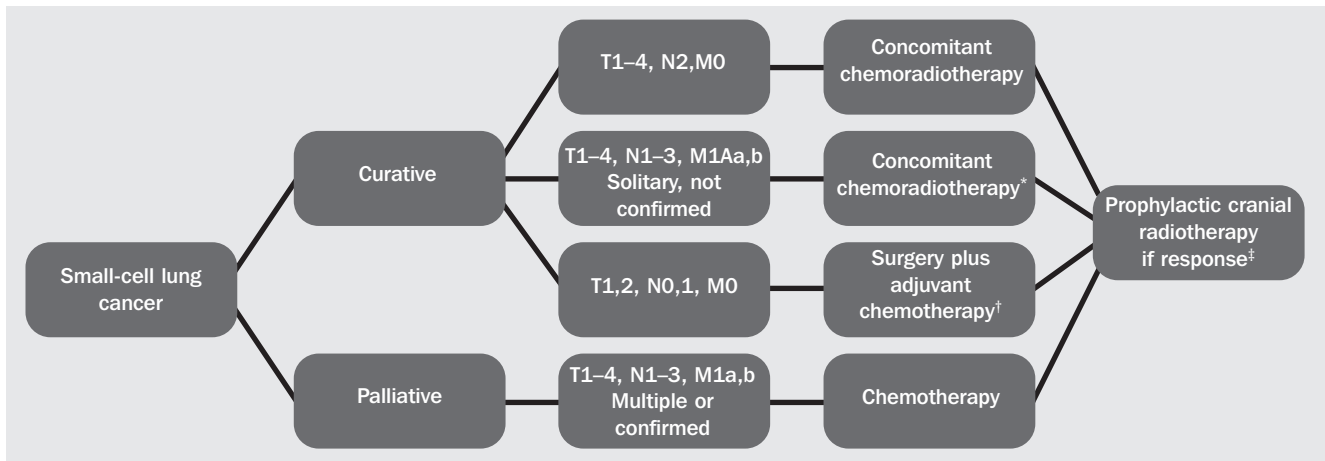 Small-cell lung
cancer
Curative
Palliative
T1–4, N2,M0
T1–4, N1–3, M1Aa,b
Solitary, not
confirmed
T1,2, N0,1, M0
T1–4, N1–3, M1a,b
Multiple or
confirmed
Concomitant
chemoradiotherapy
Concomitant
chemoradiotherapy*
Surgery plus
adjuvant
chemotherapy†
Chemotherapy
Prophylactic cranial
radiotherapy
if response‡